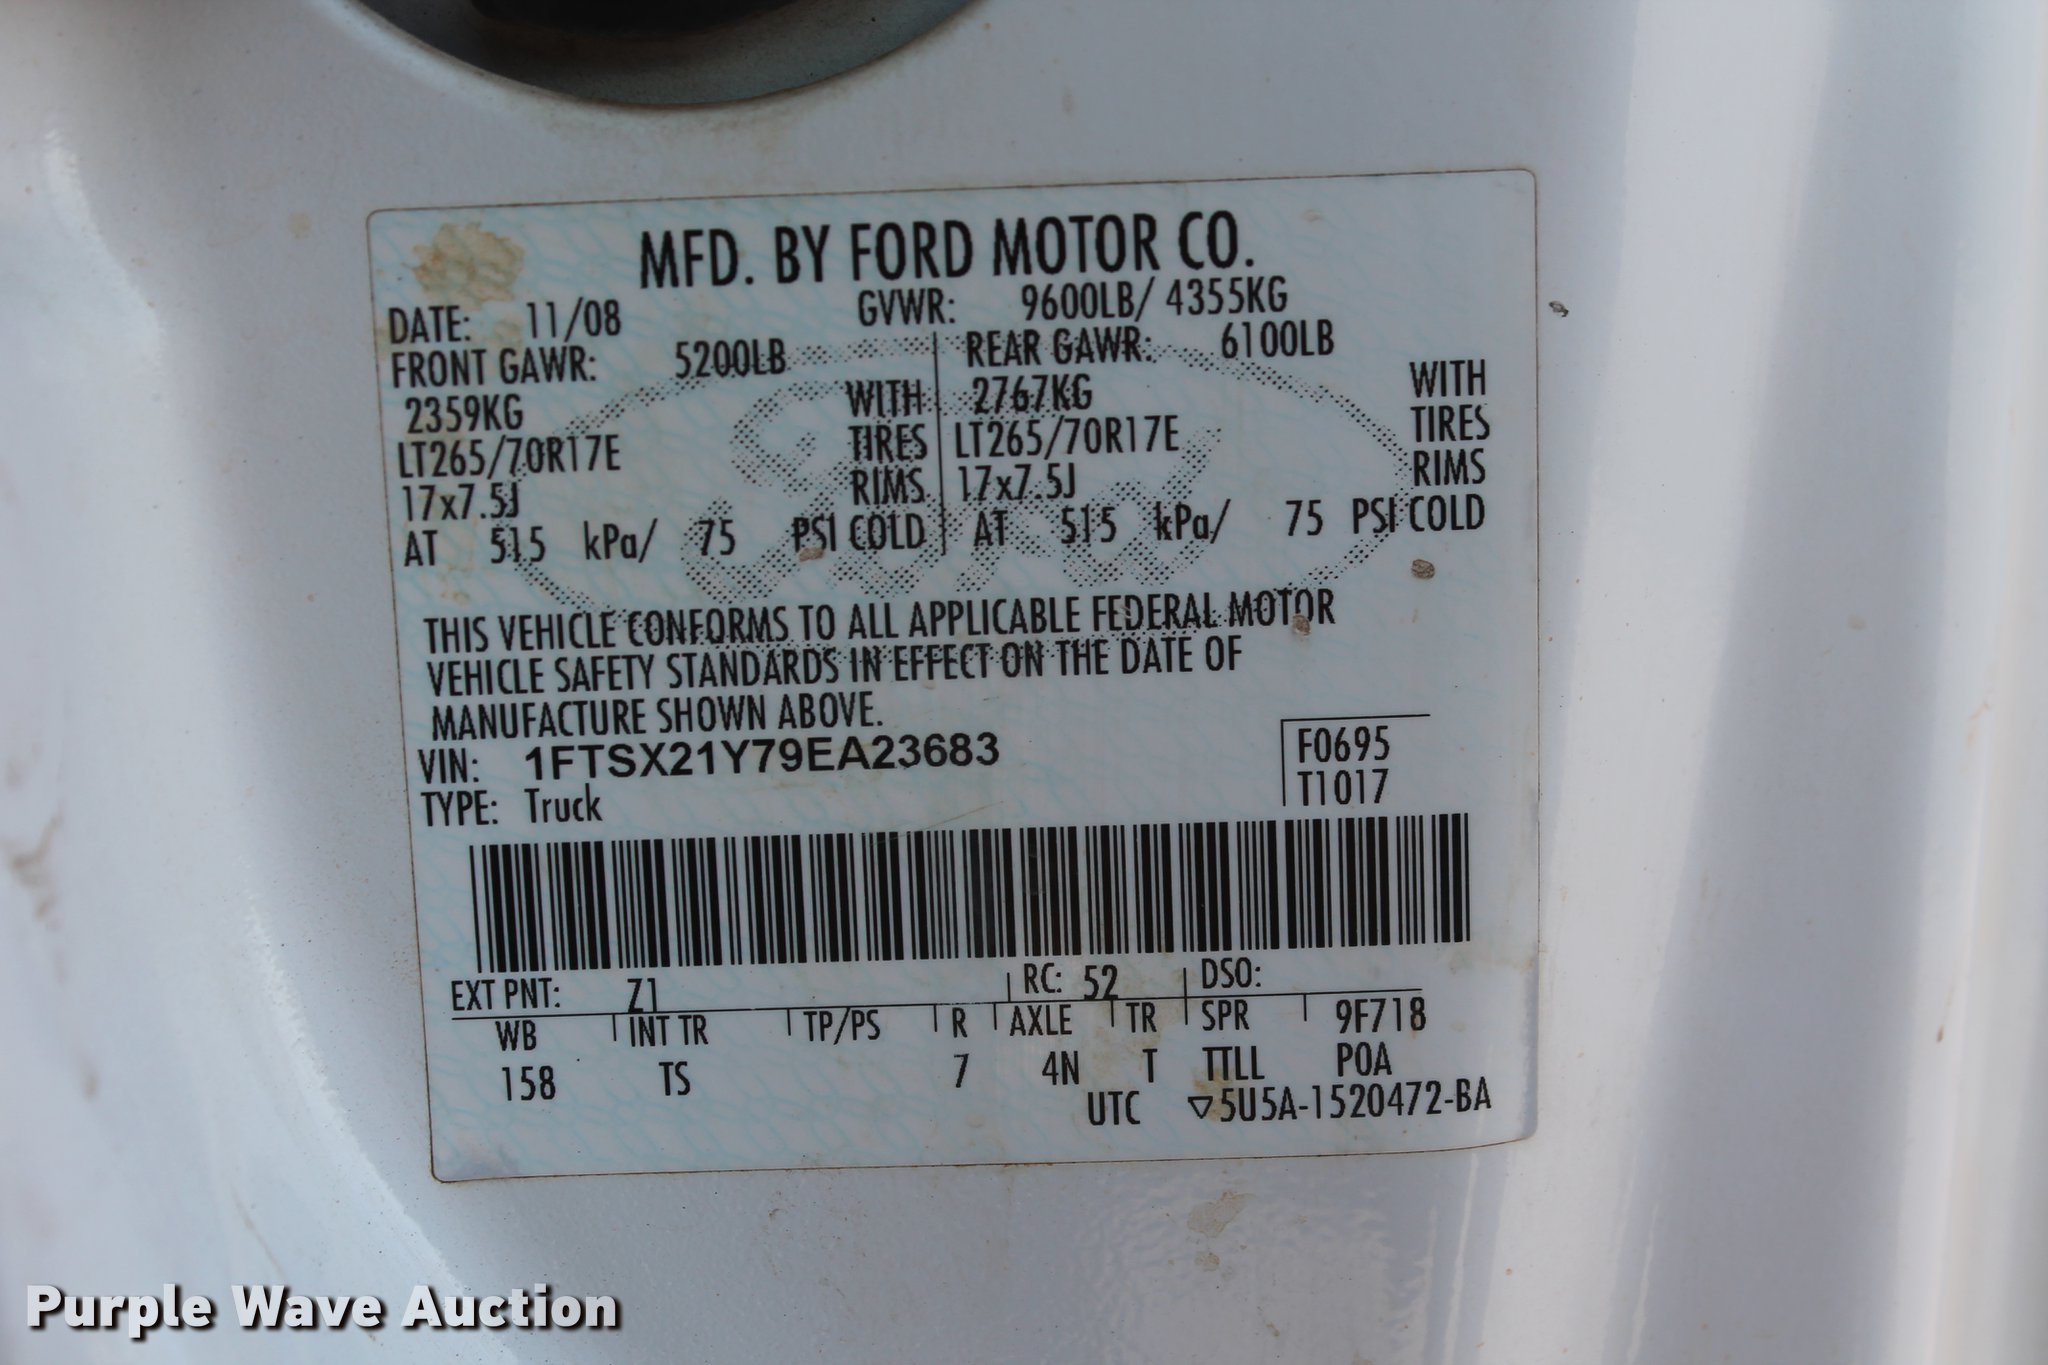 MFD. BY FORD MOTOR CO.
DATE: 11/08 GVWR: 9600LB/ 4355KG
FRONT GAWR: 5200LB REAR GAWR: 6100LB
2359KG WITH 2767KG WITH
LT265/70R17E TIRES LT265/70R17E TIRES
17x7.5J RIMS 17x7.5J RIMS
AT 515 kPa/ 75 PSI COLD AT 515 kPa/ 75 PSI COLD
Ford
THIS VEHICLE CONFORMS TO ALL APPLICABLE FEDERAL MOTOR
VEHICLE SAFETY STANDARDS IN EFFECT ON THE DATE OF
MANUFACTURE SHOWN ABOVE.
VIN: 1FTSX21Y79EA23683 F0695
TYPE: Truck T1017
EXT PNT: Z1 RC: 52 DSO:
WB INT TR TP/PS R AXLE TR SPR 9F718
158 TS 7 4N T TTLL POA
UTC ▽5U5A-1520472-BA
Purple Wave Auction